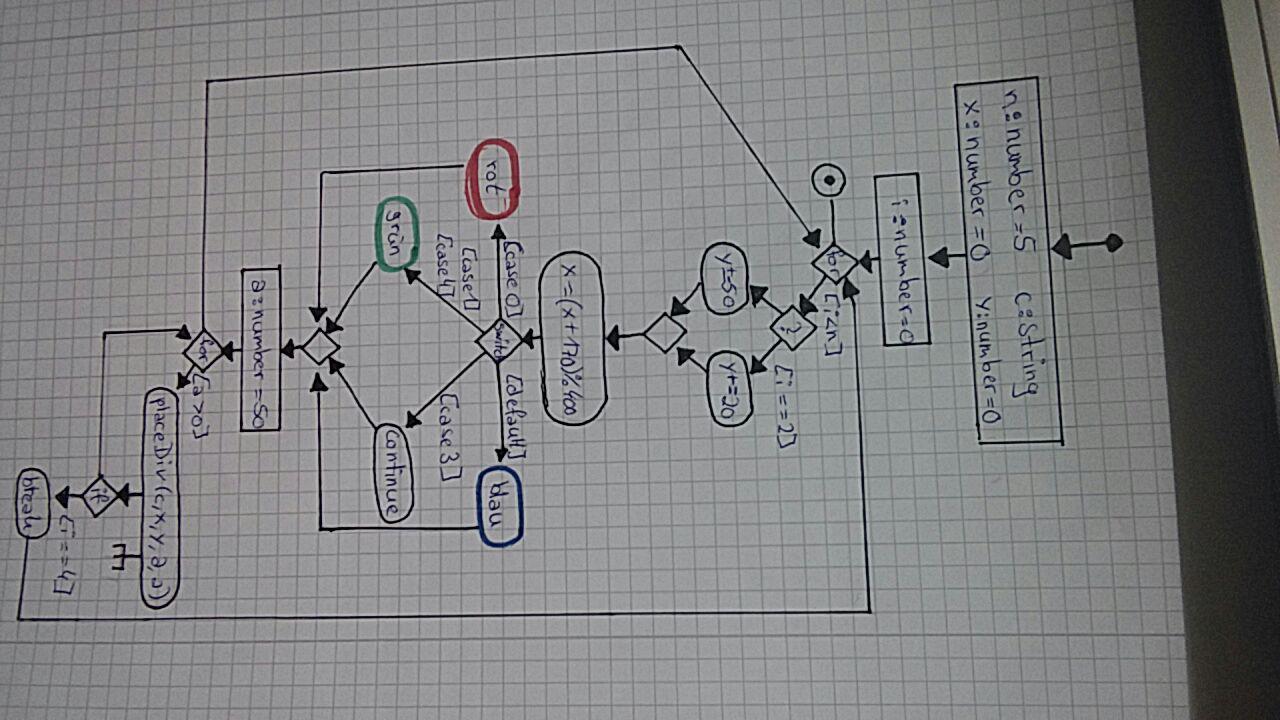 n:number=5 c:String
x:number=0 y:number=0
i:number=0
for
[i<n]
?
[i==2]
y+=50
y+=20
x=(x+170)%400
switch
[case 0]
[default]
rot
blau
[case1]
[case4]
[case 3]
grün
continue
a:number=50
for
[a>0]
placeDiv(c,x,y,a,a)
if
[i==4]
break